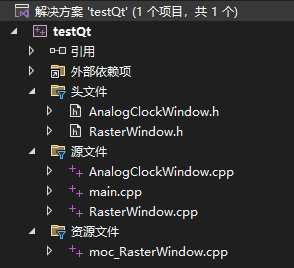 解决方案 'testQt' (1 个项目，共 1 个)
testQt
引用
外部依赖项
头文件
AnalogClockWindow.h
RasterWindow.h
源文件
AnalogClockWindow.cpp
main.cpp
RasterWindow.cpp
资源文件
moc_RasterWindow.cpp